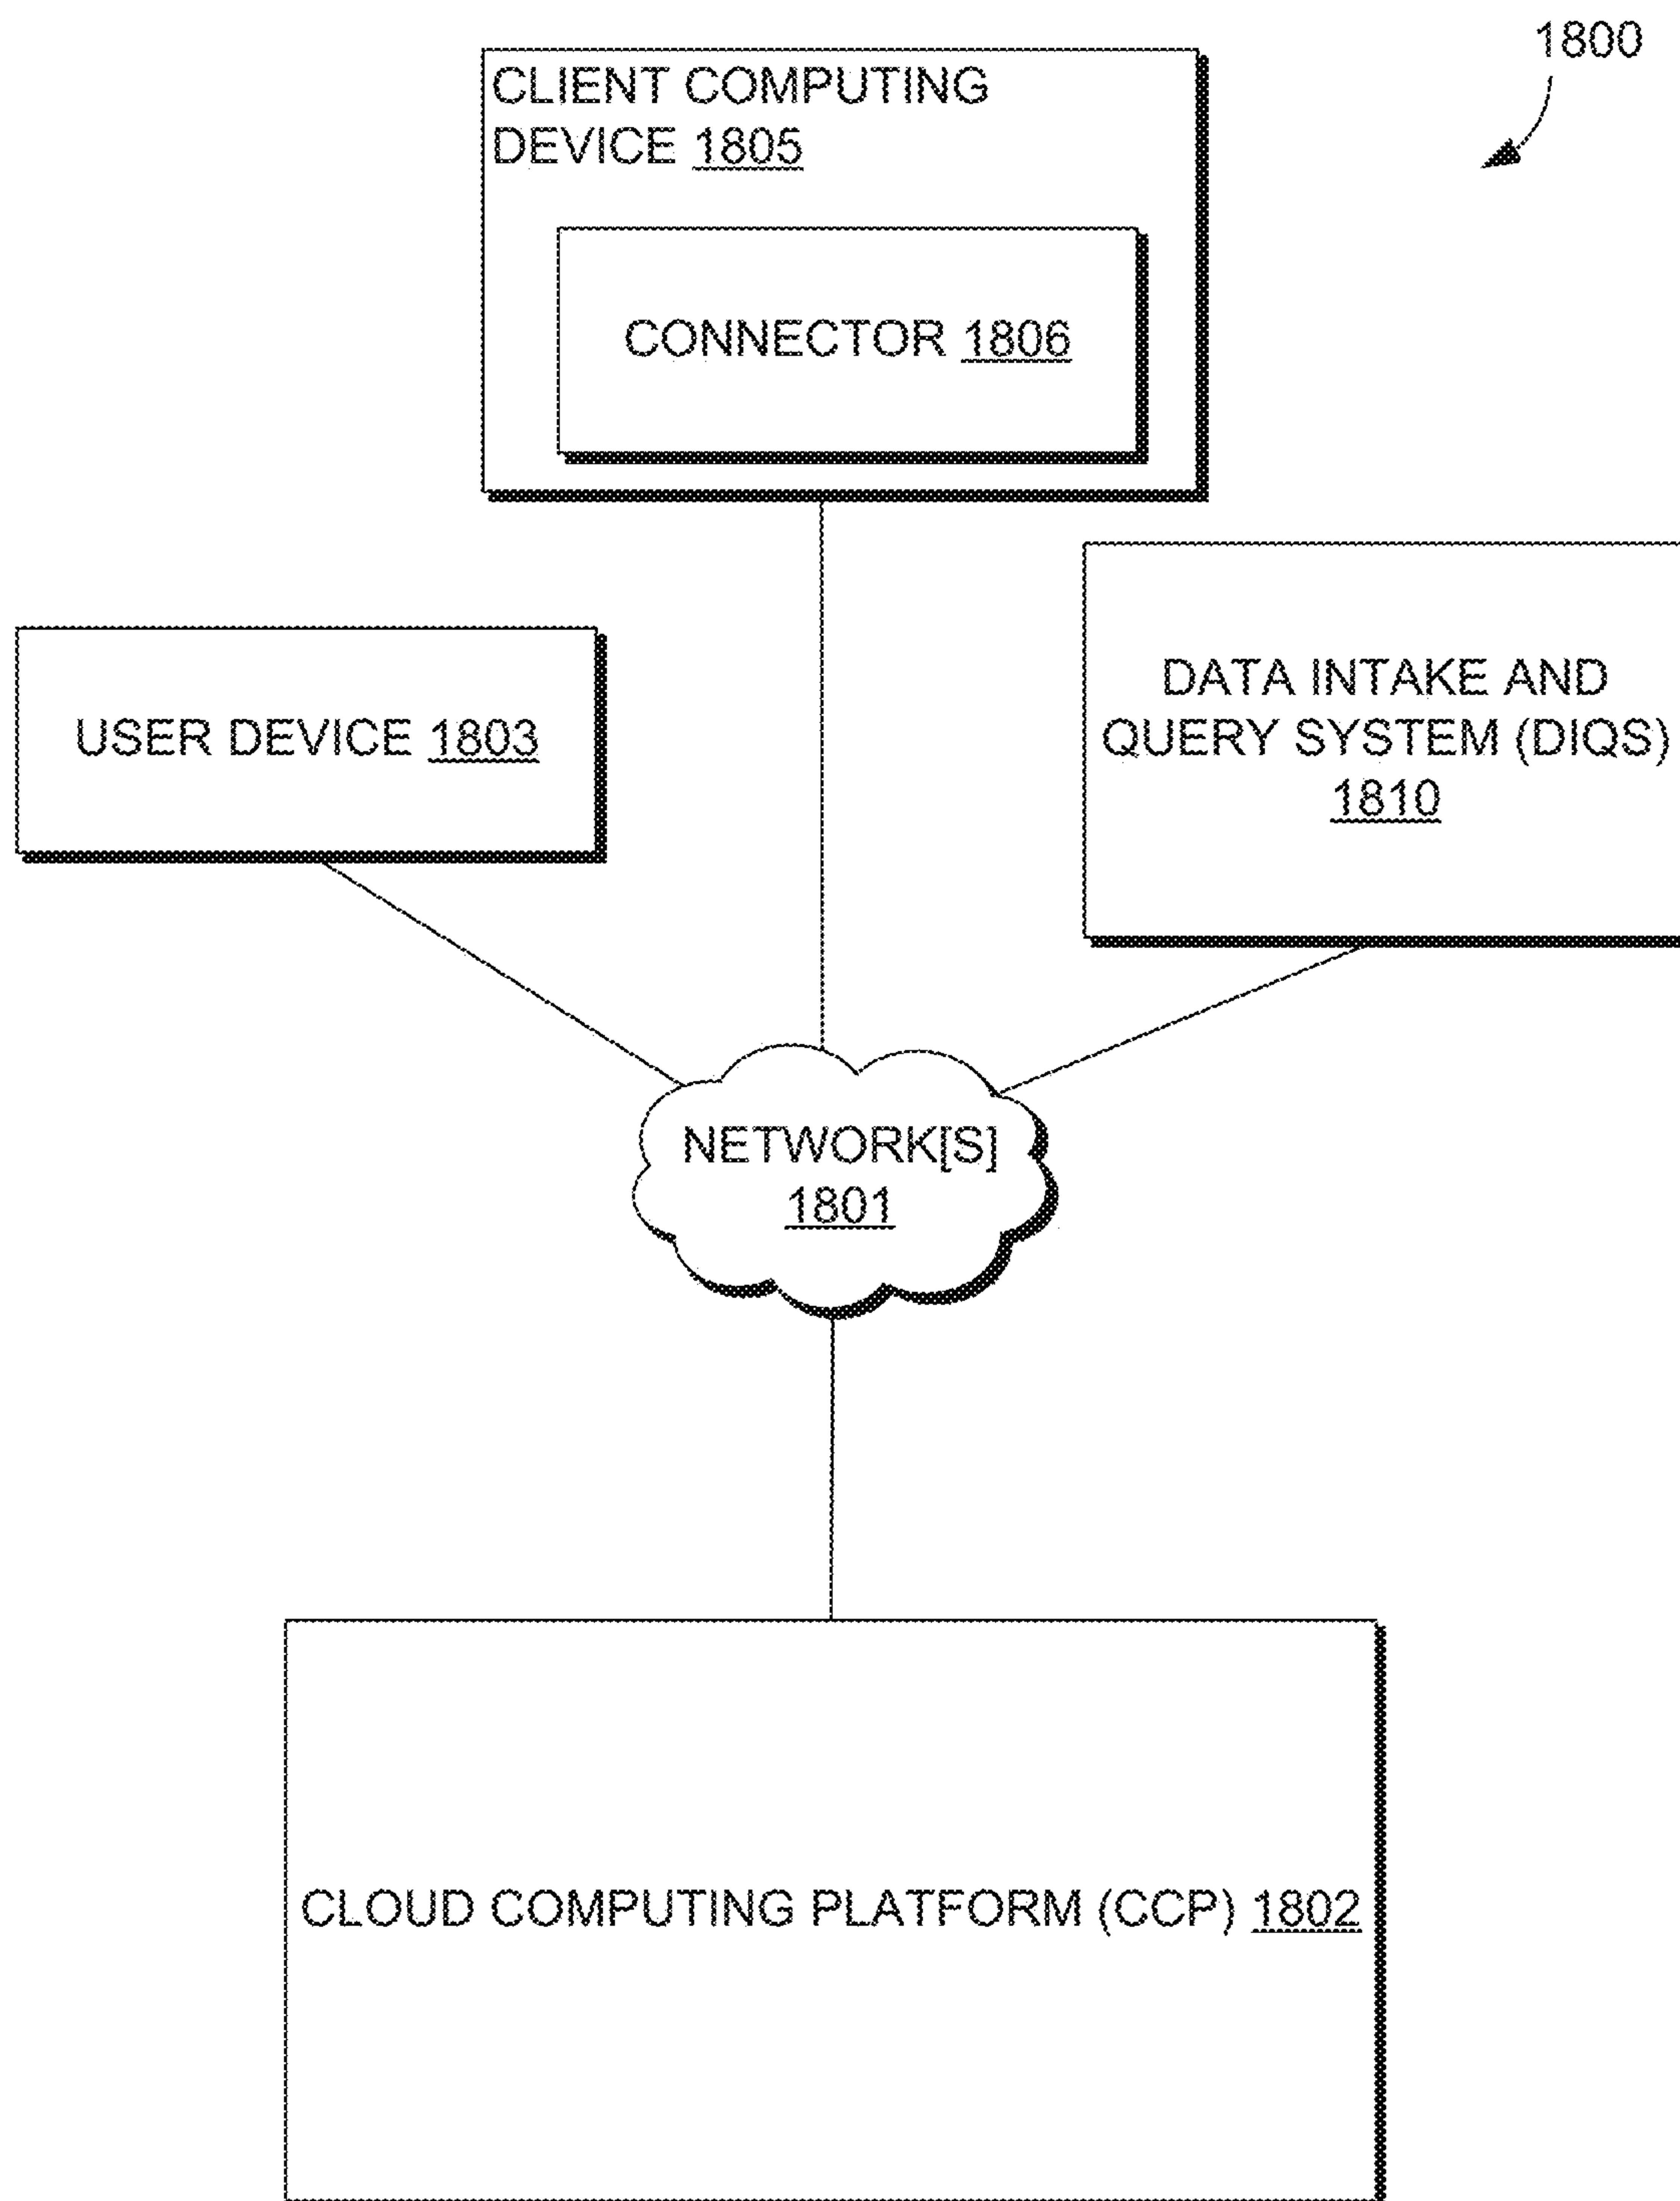 1800
CLIENT COMPUTING
DEVICE 1805
CONNECTOR 1806
USER DEVICE 1803
DATA INTAKE AND
QUERY SYSTEM (DIQS)
1810
NETWORK[S]
1801
CLOUD COMPUTING PLATFORM (CCP) 1802